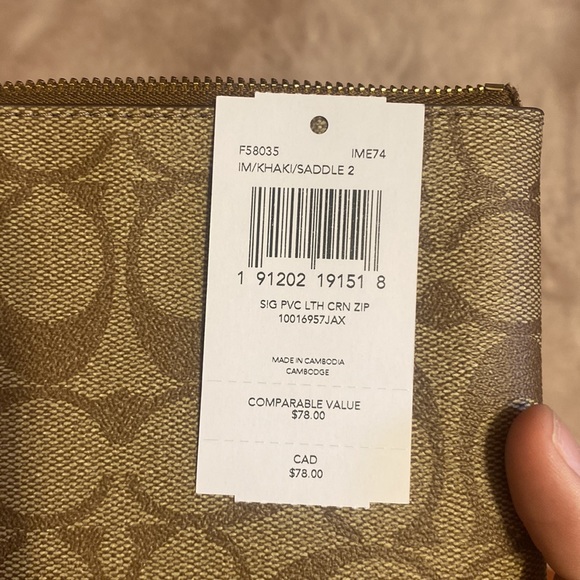 F58035 IME74
IM/KHAKI/SADDLE 2
1 91202 19151 8
SIG PVC LTH CRN ZIP
10016957JAX
MADE IN CAMBODIA
CAMBODGE
COMPARABLE VALUE
$78.00
CAD
$78.00